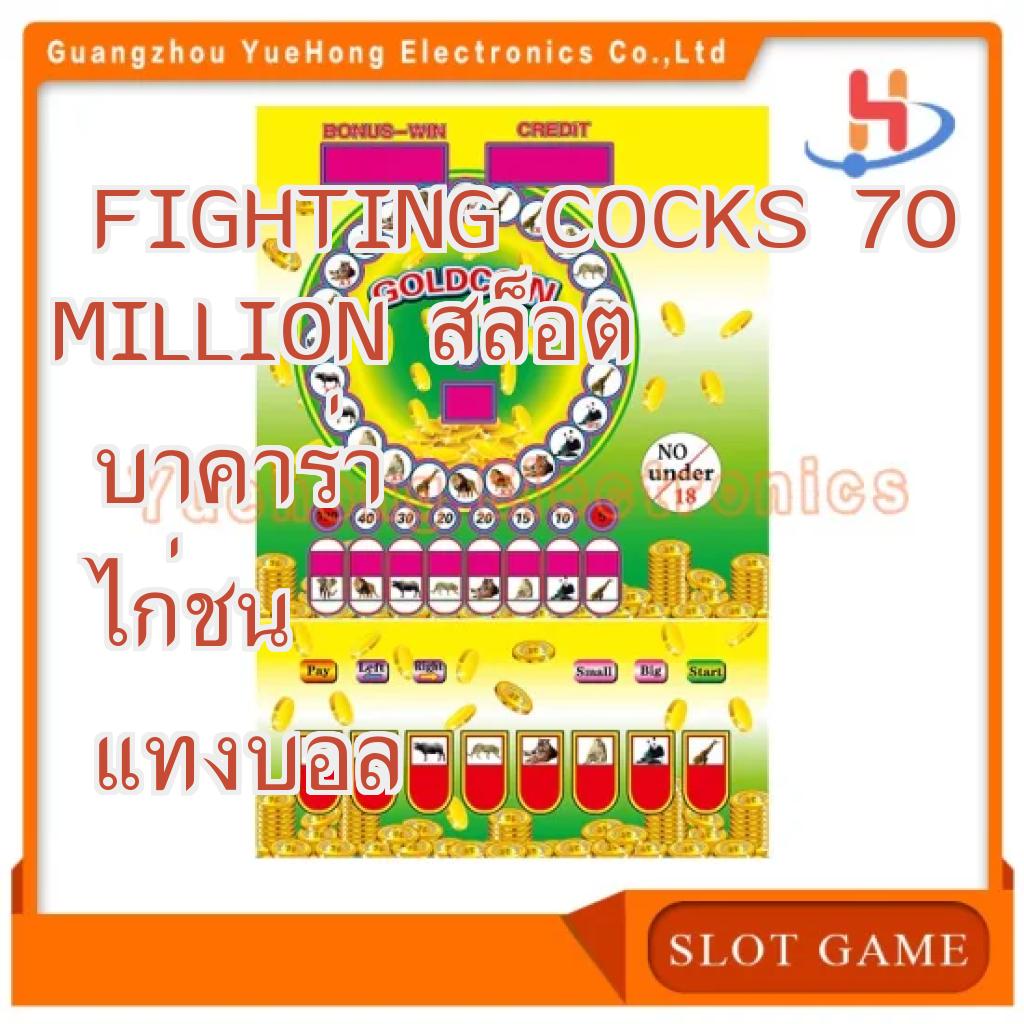 Guangzhou YueHong Electronics Co.,Ltd
BONUS-WIN CREDIT
FIGHTING COCKS 70
MILLION สล็อต
บาคาร่า
ไก่ชน
แทงบอล
NO
under
18
40 30 20 20 15 10
Pay Left Right Small Big Start
SLOT GAME